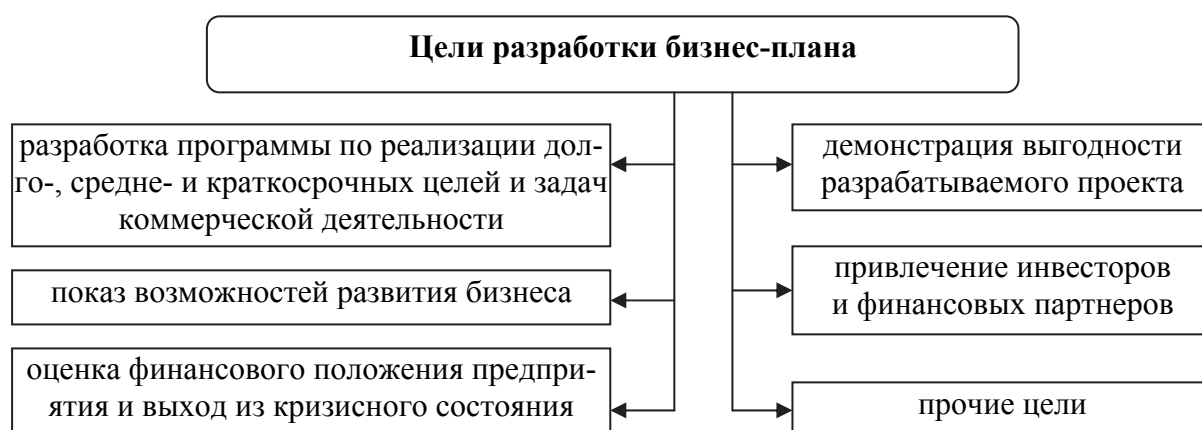 Цели разработки бизнес-плана
разработка программы по реализации дол-
го-, средне- и краткосрочных целей и задач
коммерческой деятельности
показ возможностей развития бизнеса
оценка финансового положения предпри-
ятия и выход из кризисного состояния
демонстрация выгодности
разрабатываемого проекта
привлечение инвесторов
и финансовых партнеров
прочие цели